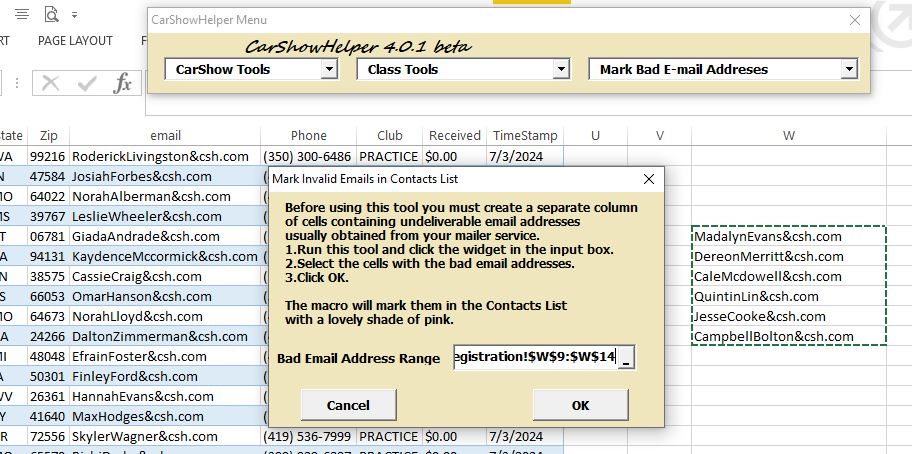 CarShowHelper Menu
RT PAGE LAYOUT F
CarShowHelper 4.0.1 beta
CarShow Tools Class Tools Mark Bad E-mail Addreses
fx
tate Zip email Phone Club Received TimeStamp U V W
WA 99216 RoderickLivingston&csh.com (350) 300-6486 PRACTICE $0.00 7/3/2024
N 47584 JosiahForbes&csh.com (
MO 64022 NorahAlberman&csh.com (
MS 39767 LeslieWheeler&csh.com (
T 06781 GiadaAndrade&csh.com (
A 94131 KaydenceMccormick&csh.com (
N 38575 CassieCraig&csh.com (
S 66053 OmarHanson&csh.com (
MO 64673 NorahLloyd&csh.com (
A 24266 DaltonZimmerman&csh.com (
MI 48048 EfrainFoster&csh.com (
A 50301 FinleyFord&csh.com (
VV 26361 HannahEvans&csh.com (
Y 41640 MaxHodges&csh.com (
R 72556 SkylerWagner&csh.com (419) 536-7999 PRACTICE $0.00 7/3/2024
Mark Invalid Emails in Contacts List
Before using this tool you must create a separate column
of cells containing undeliverable email addresses
usually obtained from your mailer service.
1.Run this tool and click the widget in the input box.
2.Select the cells with the bad email addresses.
3.Click OK.
The macro will mark them in the Contacts List
with a lovely shade of pink.
Bad Email Address Range egistration!$W$9:$W$14 _
Cancel OK
MadalynEvans&csh.com
DereonMerritt&csh.com
CaleMcdowell&csh.com
QuintinLin&csh.com
JesseCooke&csh.com
CampbellBolton&csh.com